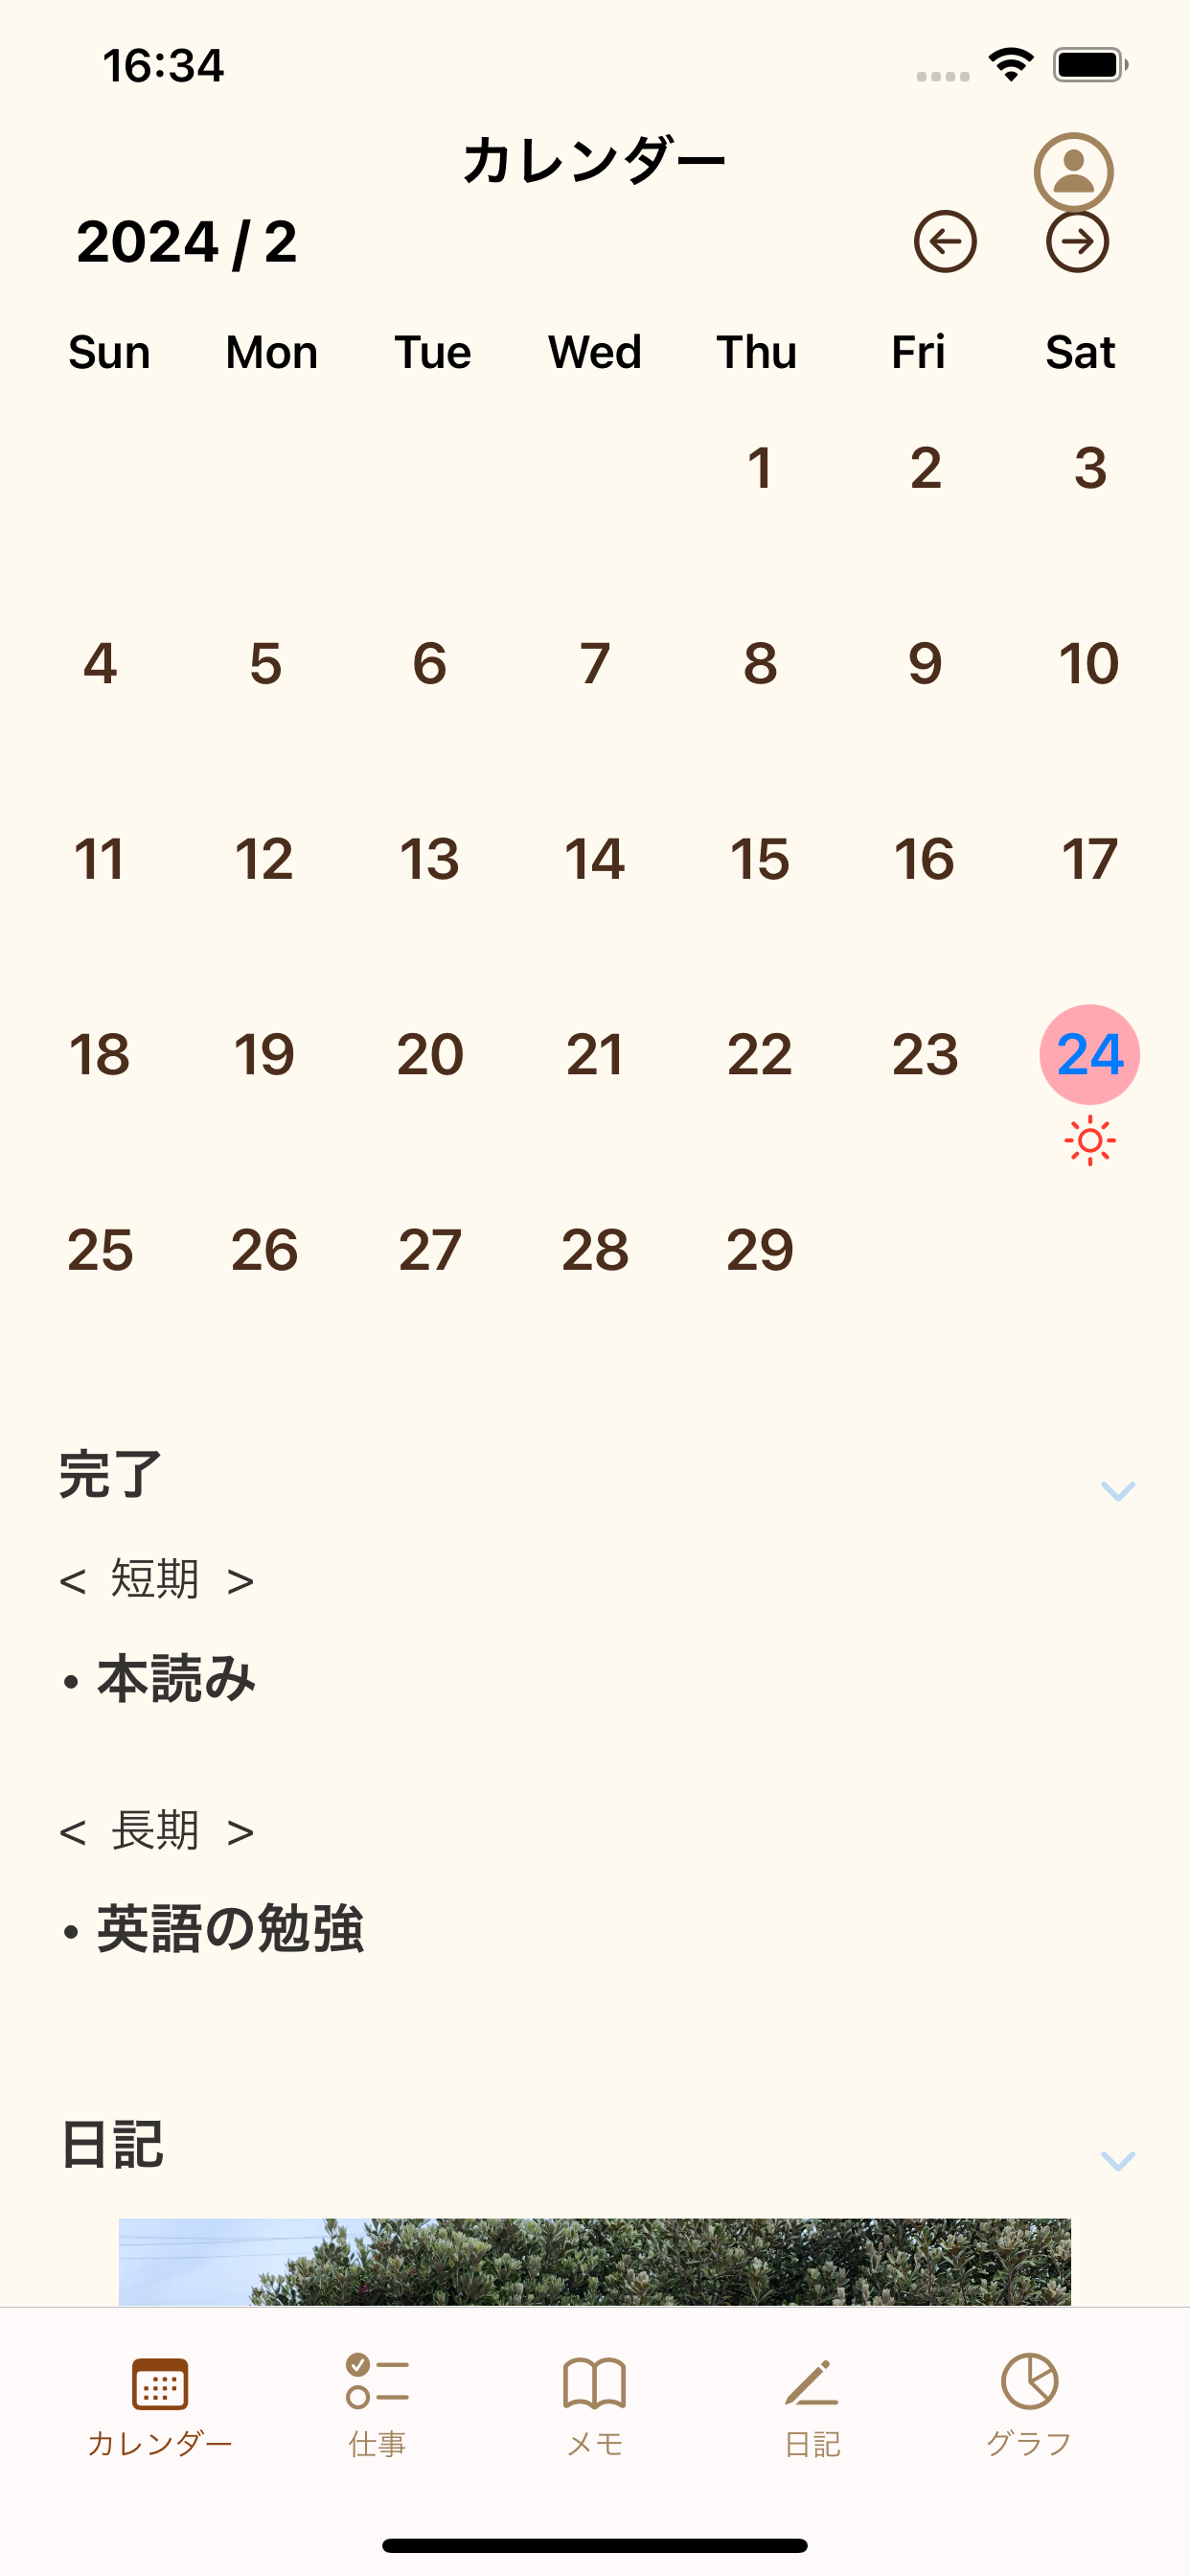 16:34
カレンダー
2024 / 2
Sun Mon Tue Wed Thu Fri Sat
1 2 3
4 5 6 7 8 9 10
11 12 13 14 15 16 17
18 19 20 21 22 23 24
25 26 27 28 29
完了
< 短期 >
• 本読み
< 長期 >
• 英語の勉強
日記
カレンダー 仕事 メモ 日記 グラフ